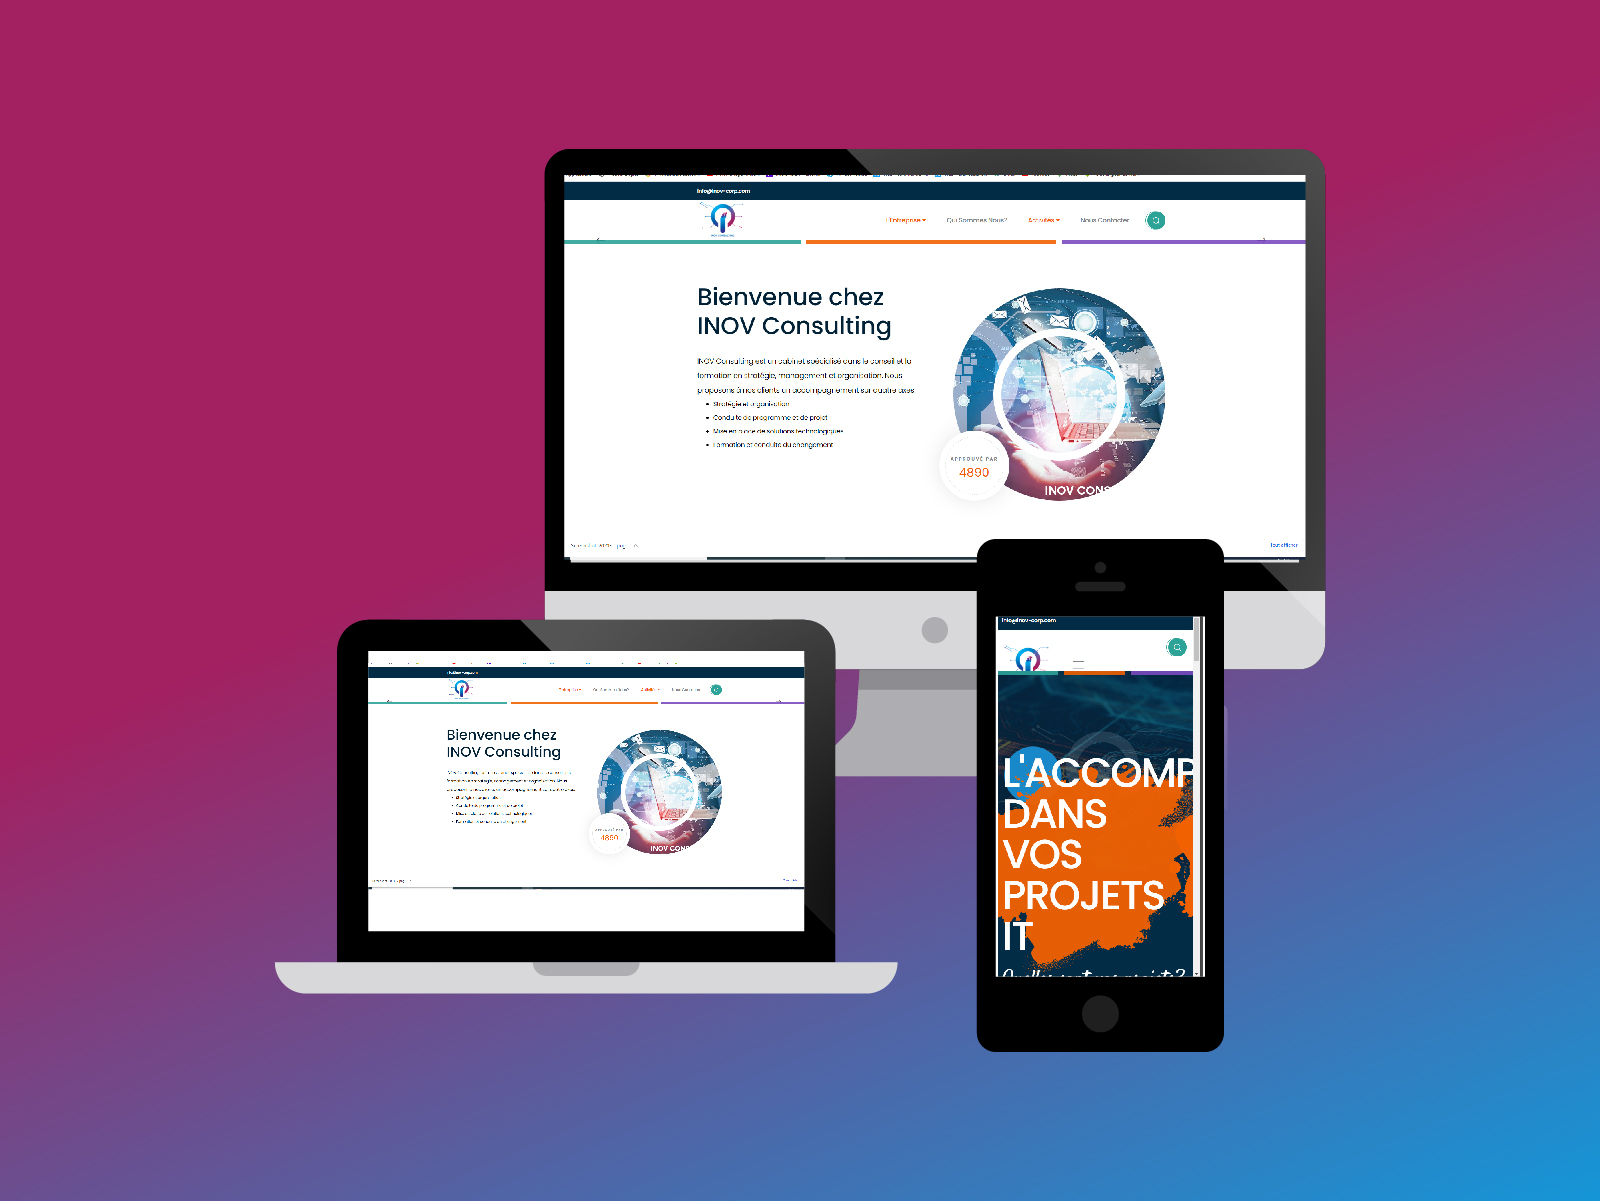 info@inov-corp.com
L'Entreprise
Qui Sommes Nous?
Activités
Nous Contacter
Bienvenue chez
INOV Consulting
INOV Consulting est un cabinet spécialisé dans le conseil et la
formation en stratégie, management et organisation. Nous
proposons à nos clients un accompagnement sur quatre axes
Stratégie et organisation
Conduite de programme et de projet
Mise en place de solutions technologiques
Formation et conduite du changement
APPROUVÉ PAR
4890
INOV CONS
Tout afficher
Bienvenue chez
INOV Consulting
APPROUVÉ PAR
4890
INOV CONS
info@inov-corp.com
L'ACCOMP
DANS
VOS
PROJETS
IT